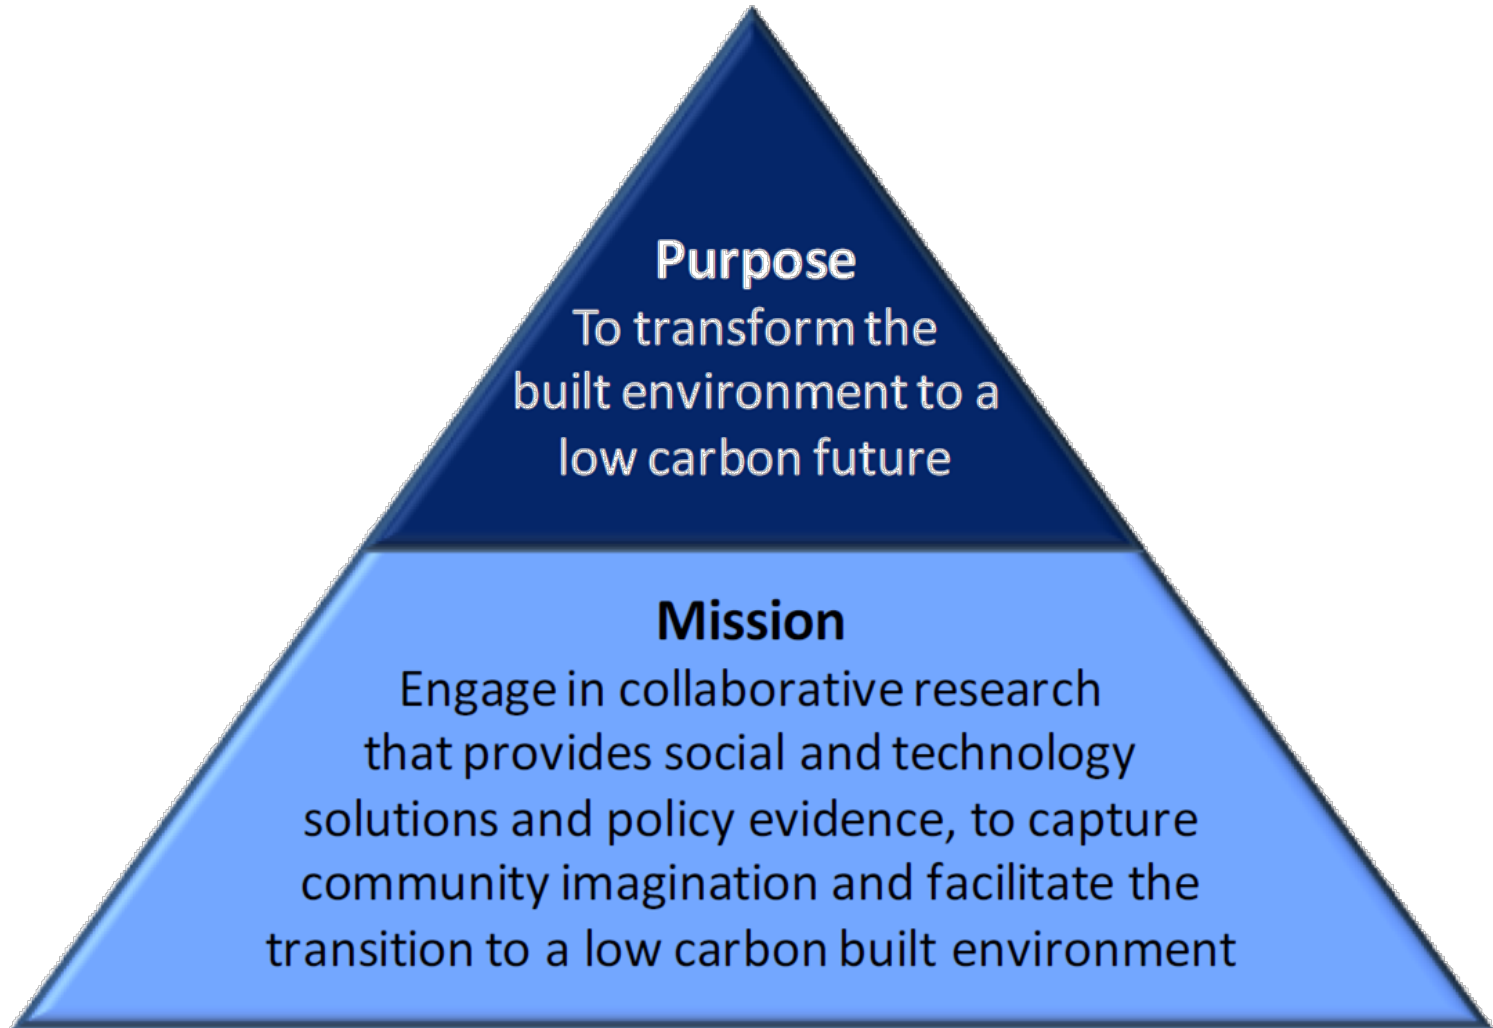 Purpose
To transform the
built environment to a
low carbon future
Mission
Engage in collaborative research
that provides social and technology
solutions and policy evidence, to capture
community imagination and facilitate the
transition to a low carbon built environment